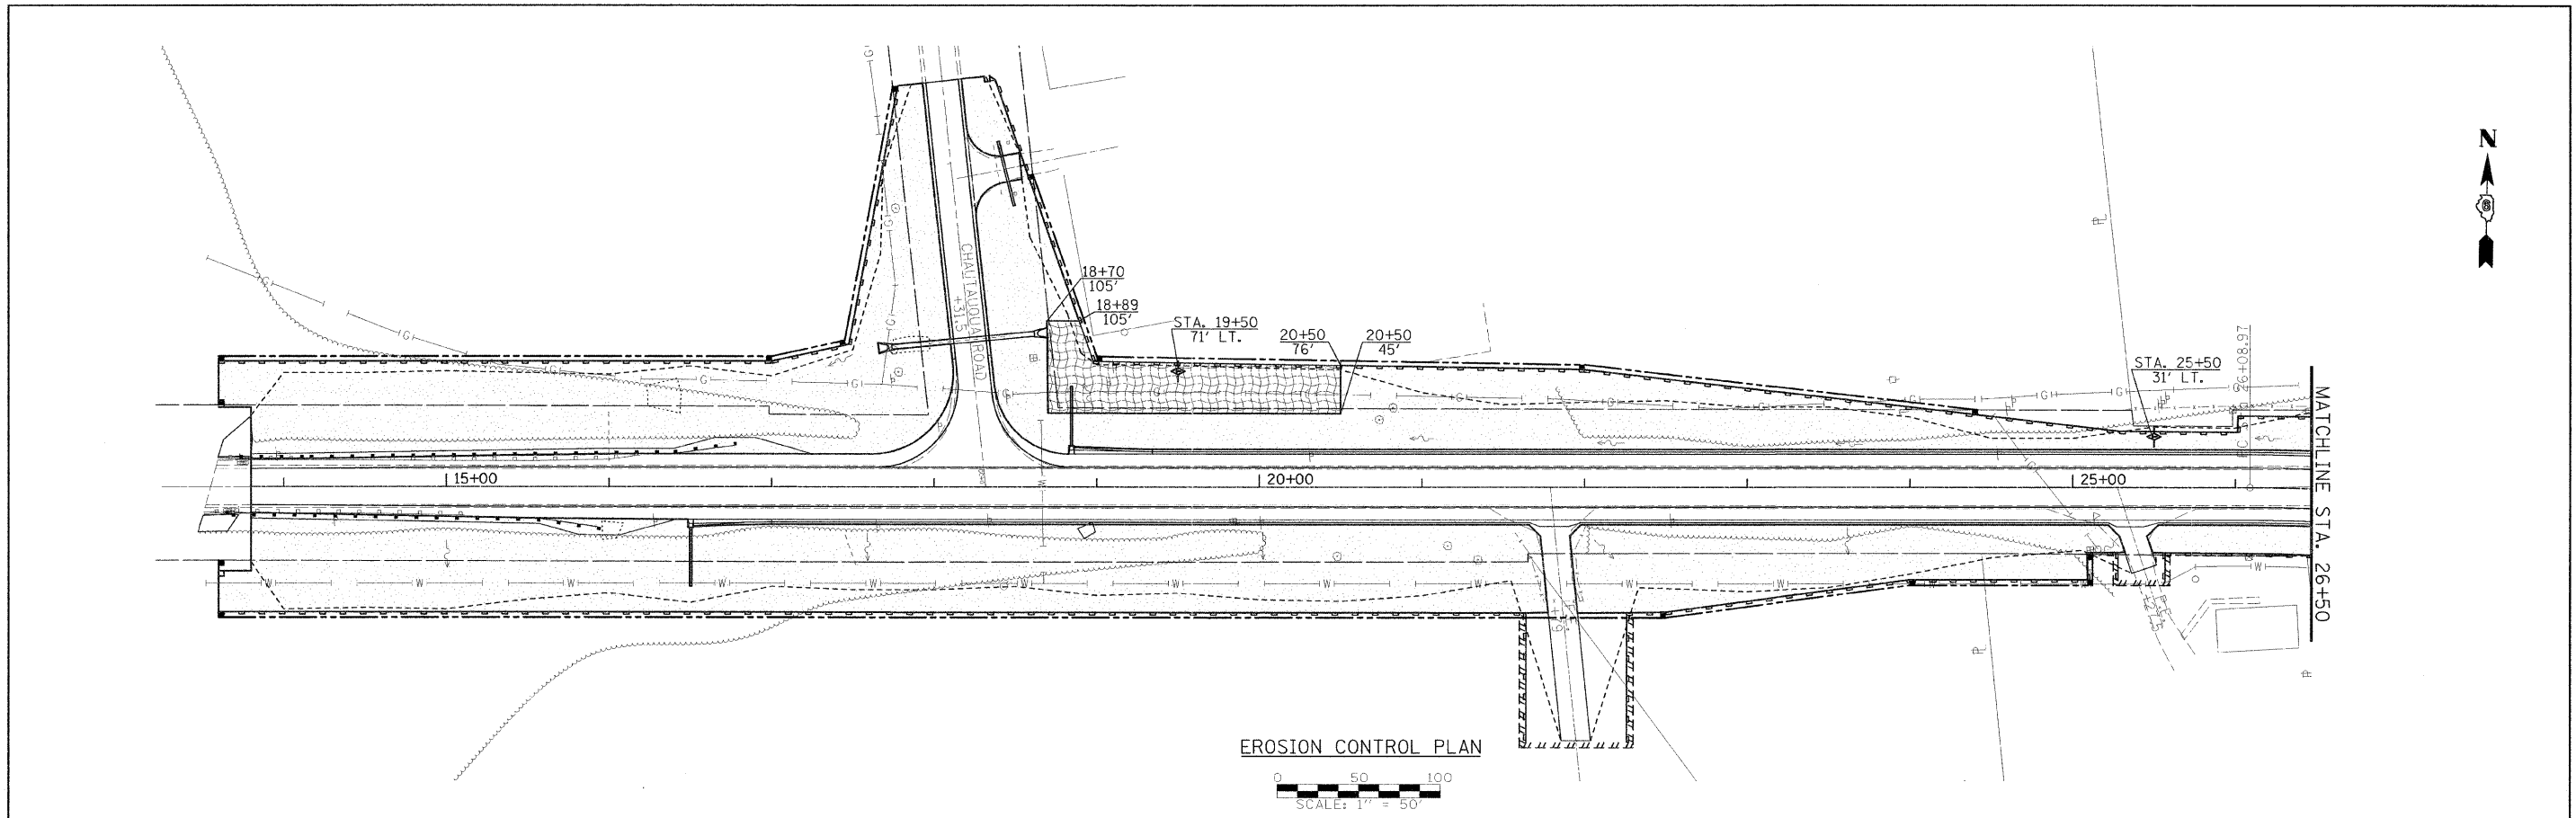 N
6
CHAUTAUQUA ROAD
+31.5
18+70
105'
18+89
105'
STA. 19+50
71' LT.
20+50
76'
20+50
45'
STA. 25+50
31' LT.
26+08.97
MATCHLINE STA. 26+50
15+00
20+00
25+00
EROSION CONTROL PLAN
0 50 100
SCALE: 1" = 50'